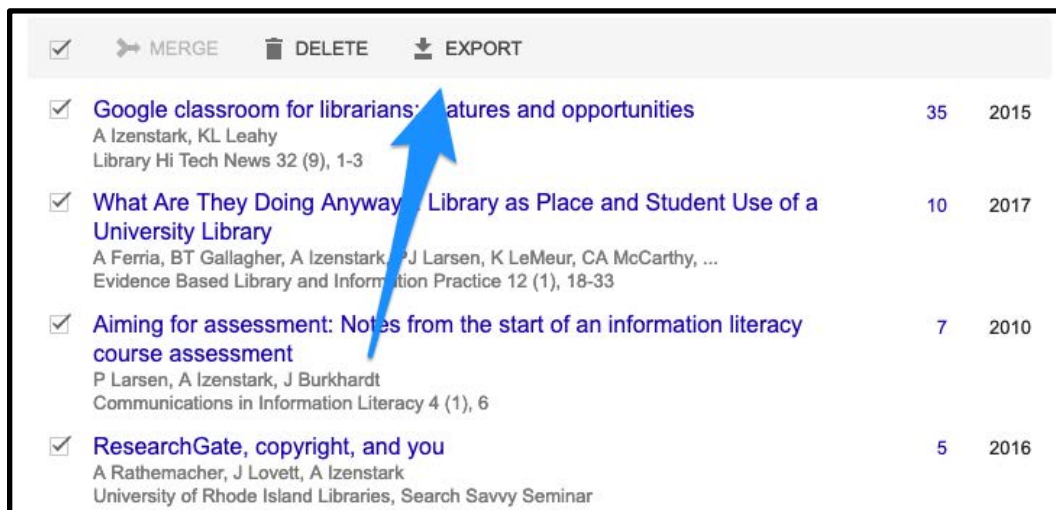 MERGE DELETE EXPORT
Google classroom for librarians: features and opportunities 35 2015
A Izenstark, KL Leahy
Library Hi Tech News 32 (9), 1-3
What Are They Doing Anyway?: Library as Place and Student Use of a 10 2017
University Library
A Ferria, BT Gallagher, A Izenstark, PJ Larsen, K LeMeur, CA McCarthy, ...
Evidence Based Library and Information Practice 12 (1), 18-33
Aiming for assessment: Notes from the start of an information literacy 7 2010
course assessment
P Larsen, A Izenstark, J Burkhardt
Communications in Information Literacy 4 (1), 6
ResearchGate, copyright, and you 5 2016
A Rathemacher, J Lovett, A Izenstark
University of Rhode Island Libraries, Search Savvy Seminar